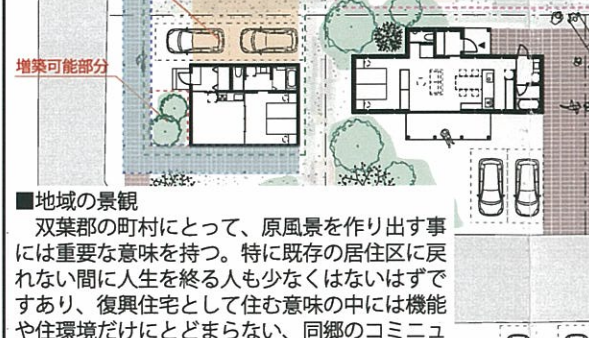 増築可能部分
■地域の景観
双葉郡の町村にとって、原風景を作り出す事
には重要な意味を持つ。特に既存の居住区に戻
れない間に人生を終る人も少なくはないはずで
すあり、復興住宅として住む意味の中には機能
や住環境だけにとどまらない、同郷のコミニュ